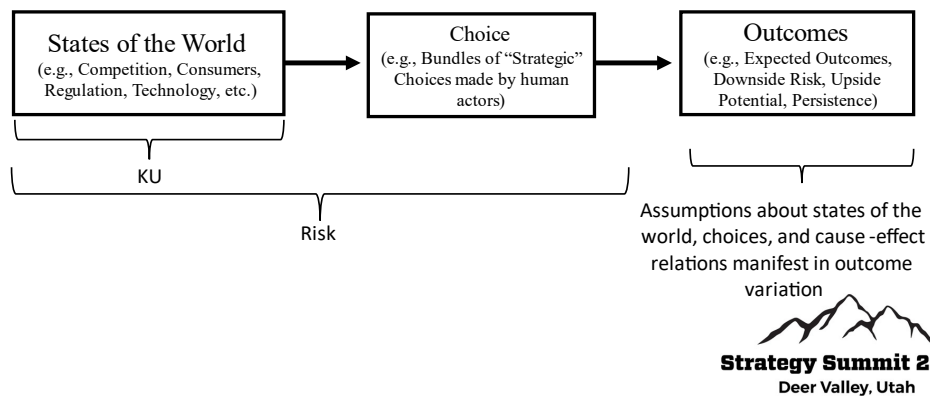 States of the World
(e.g., Competition, Consumers,
Regulation, Technology, etc.)
Choice
(e.g., Bundles of “Strategic”
Choices made by human
actors)
Outcomes
(e.g., Expected Outcomes,
Downside Risk, Upside
Potential, Persistence)
KU
Risk
Assumptions about states of the
world, choices, and cause -effect
relations manifest in outcome
variation
Strategy Summit 2
Deer Valley, Utah